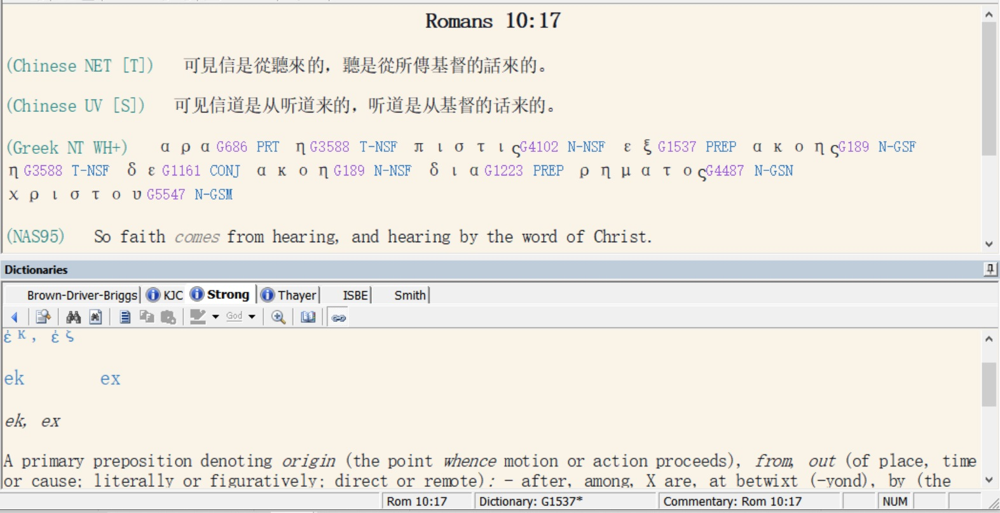 Romans 10:17
(Chinese NET [T]) 可見信是從聽來的，聽是從所傳基督的話來的。
(Chinese UV [S]) 可见信道是从听道来的，听道是从基督的话来的。
(Greek NT WH+) α ρ α G686 PRT η G3588 T-NSF π ι σ τ ι ς G4102 N-NSF ε ξ G1537 PREP α κ ο η ς G189 N-GSF
η G3588 T-NSF δ ε G1161 CONJ α κ ο η G189 N-NSF δ ι α G1223 PREP ρ η μ α τ ο ς G4487 N-GSN
χ ρ ι σ τ ο υ G5547 N-GSM
(NAS95) So faith comes from hearing, and hearing by the word of Christ.
Dictionaries
Brown-Driver-Briggs KJC Strong Thayer ISBE Smith
God
ἐκ, ἐζ
ek ex
ek, ex
A primary preposition denoting origin (the point whence motion or action proceeds), from, out (of place, time
or cause; literally or figuratively; direct or remote): - after, among, X are, at betwixt (-yond), by (the
Rom 10:17 Dictionary: G1537* Commentary: Rom 10:17 NUM